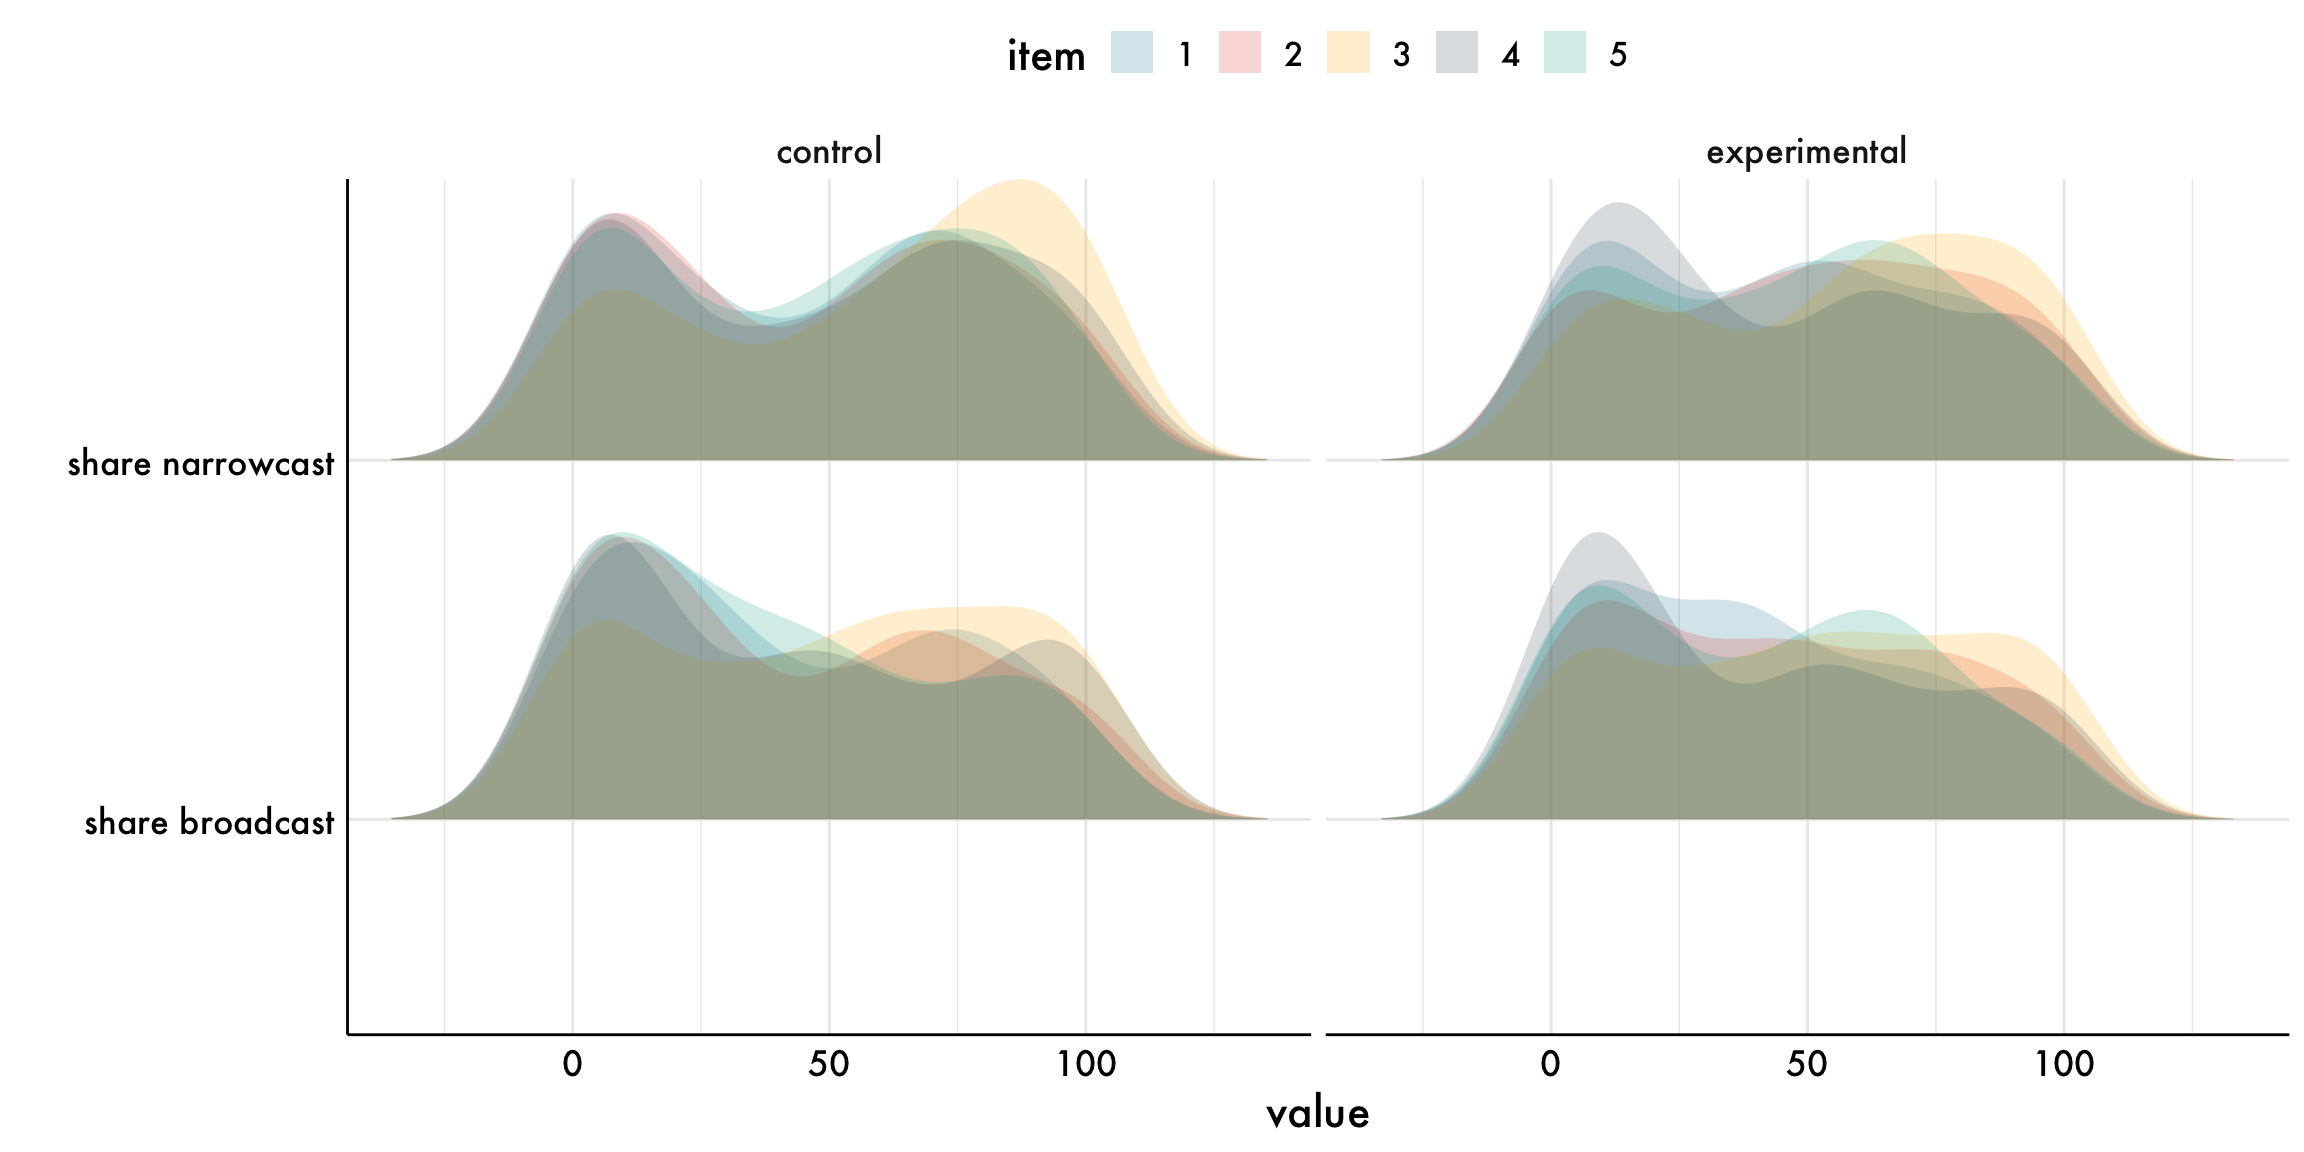 item 1 2 3 4 5
control experimental
share narrowcast
share broadcast
0 50 100 0 50 100
value